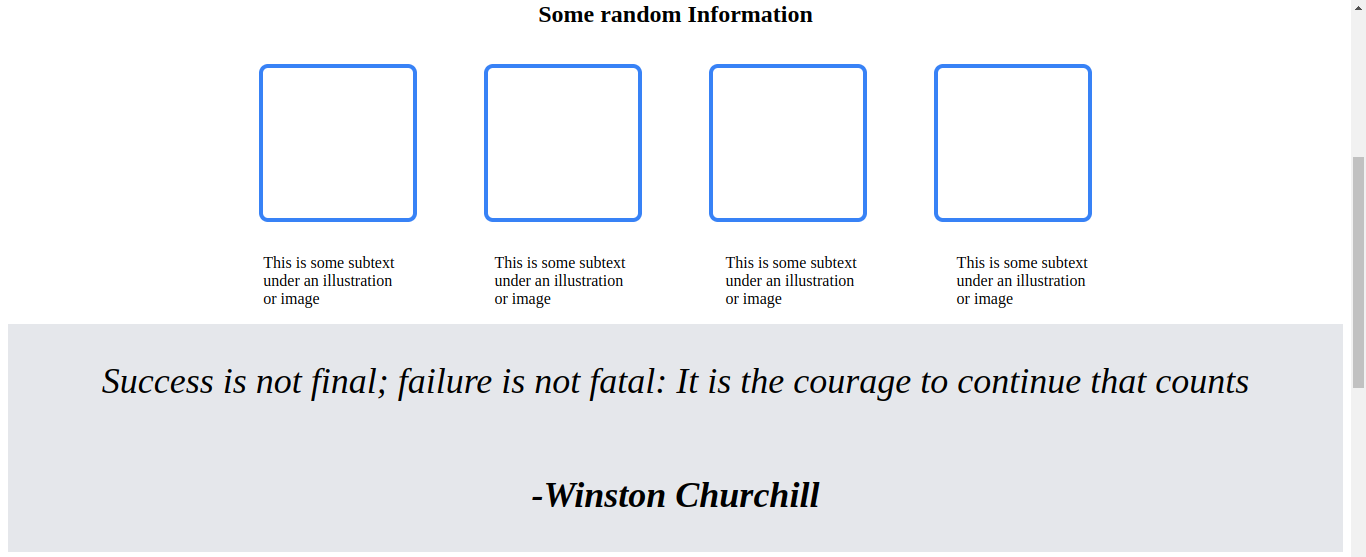 Some random Information
This is some subtext
under an illustration
or image
This is some subtext
under an illustration
or image
This is some subtext
under an illustration
or image
This is some subtext
under an illustration
or image
Success is not final; failure is not fatal: It is the courage to continue that counts
-Winston Churchill